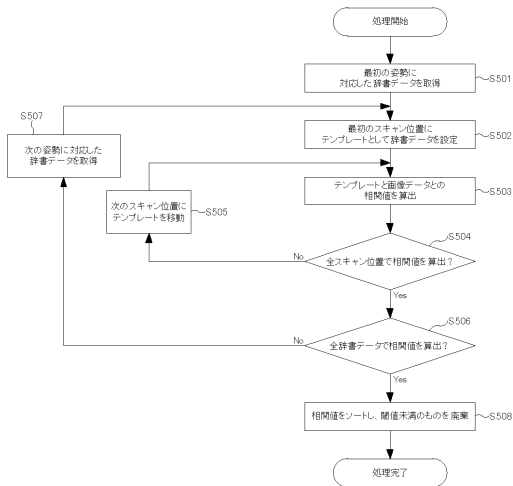 処理開始
最初の姿勢に
対応した辞書データを取得
S501
S507
最初のスキャン位置に
テンプレートとして辞書データを設定
S502
次の姿勢に対応した
辞書データを取得
テンプレートと画像データとの
相関値を算出
S503
次のスキャン位置に
テンプレートを移動
S505
S504
全スキャン位置で相関値を算出？
No
Yes
S506
全辞書データで相関値を算出？
No
Yes
相関値をソートし、閾値未満のものを廃棄
S508
処理完了